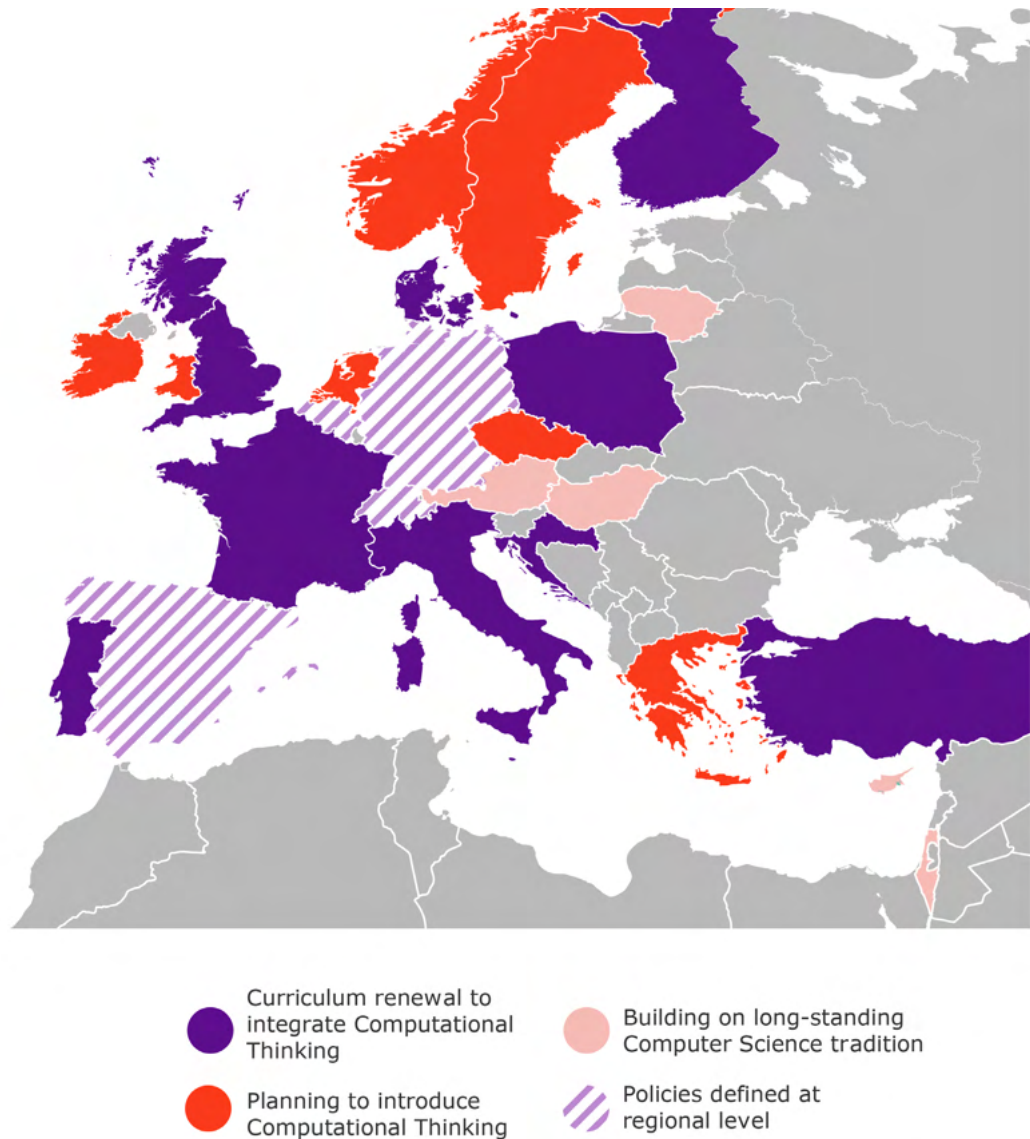 Curriculum renewal to
integrate Computational
Thinking
Planning to introduce
Computational Thinking
Building on long-standing
Computer Science tradition
Policies defined at
regional level